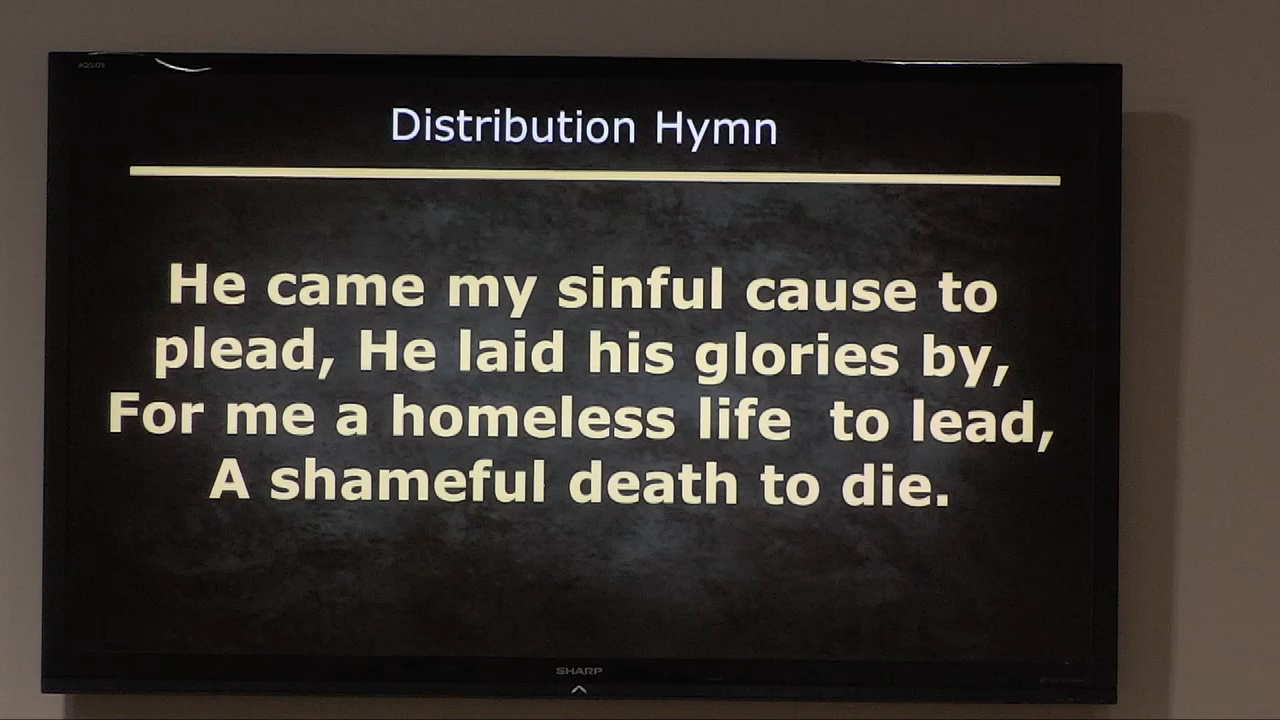 AQUOS
Distribution Hymn
He came my sinful cause to
plead, He laid his glories by,
For me a homeless life to lead,
A shameful death to die.
SHARP